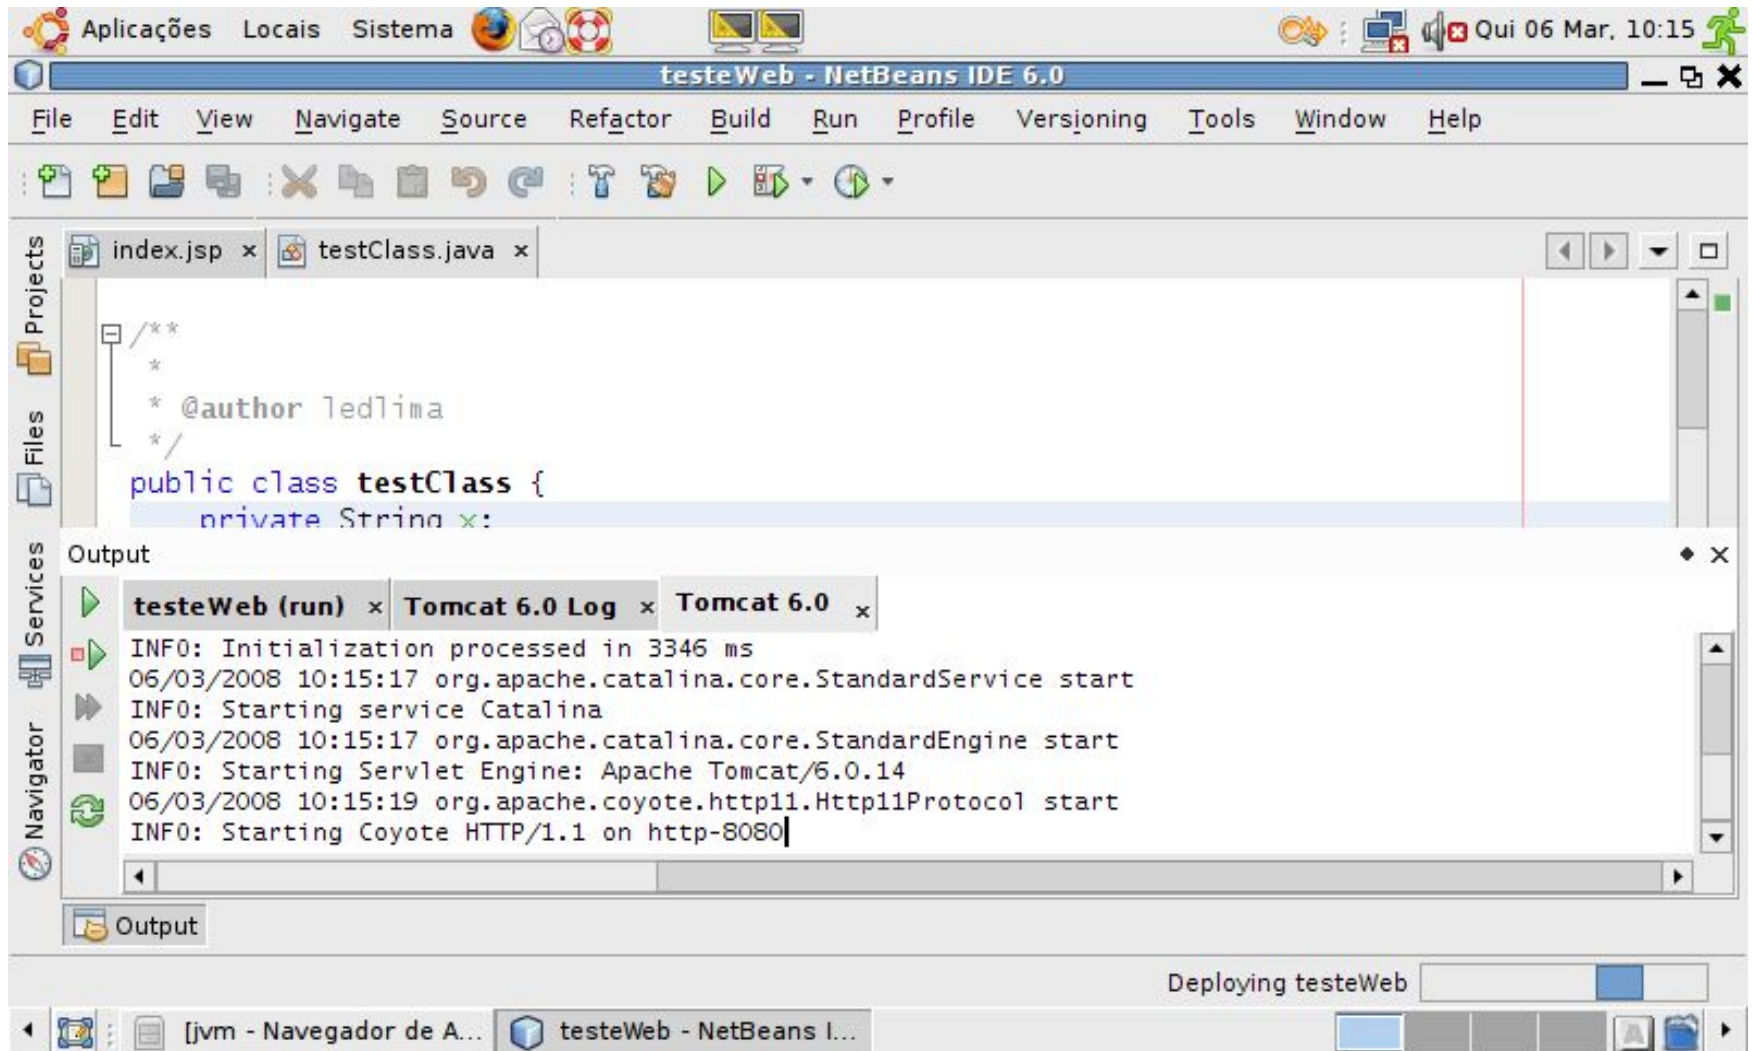 Aplicações Locais Sistema Qui 06 Mar, 10:15
testeWeb - NetBeans IDE 6.0
File Edit View Navigate Source Refactor Build Run Profile Versioning Tools Window Help
index.jsp x testClass.java x
Projects
Files
Services
Navigator
/**
*
* @author ledlima
*/
public class testClass {
private String x;
Output
testeWeb (run) x Tomcat 6.0 Log x Tomcat 6.0 x
INFO: Initialization processed in 3346 ms
06/03/2008 10:15:17 org.apache.catalina.core.StandardService start
INFO: Starting service Catalina
06/03/2008 10:15:17 org.apache.catalina.core.StandardEngine start
INFO: Starting Servlet Engine: Apache Tomcat/6.0.14
06/03/2008 10:15:19 org.apache.coyote.http11.Http11Protocol start
INFO: Starting Coyote HTTP/1.1 on http-8080
Output
Deploying testeWeb
[jvm - Navegador de A... testeWeb - NetBeans I... A